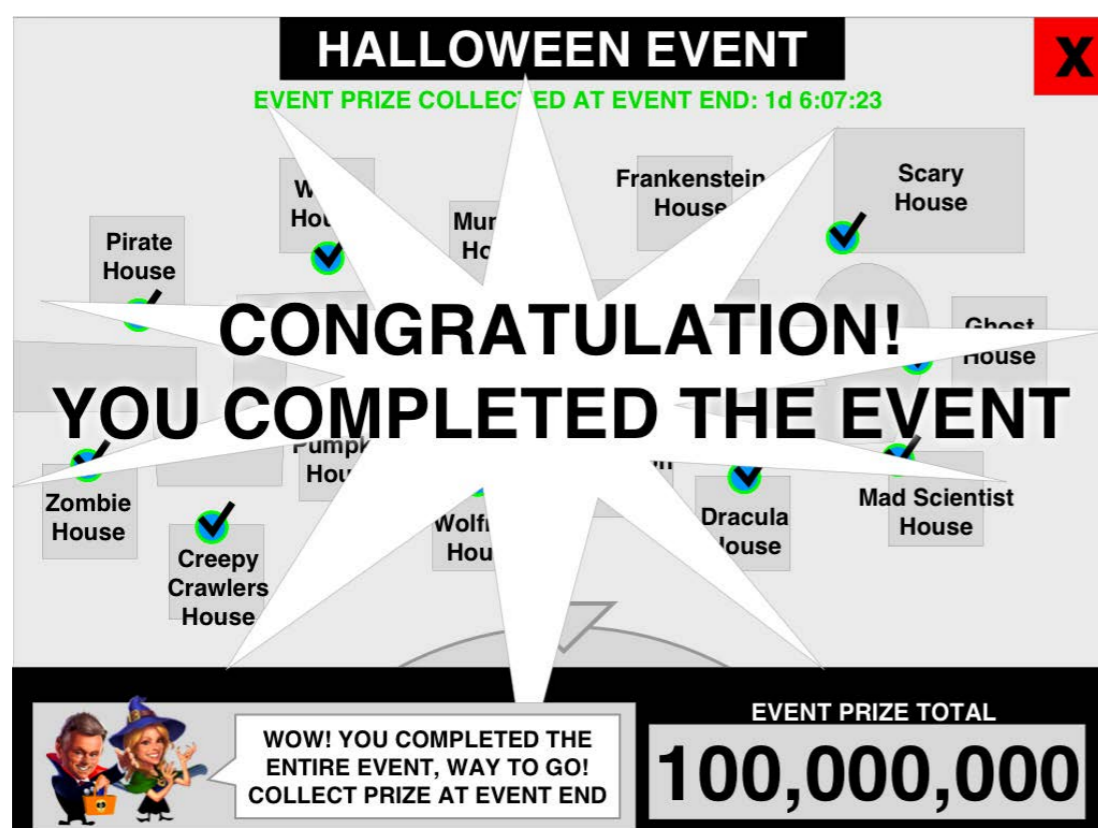 HALLOWEEN EVENT
X
EVENT PRIZE COLLECTED AT EVENT END: 1d 6:07:23
Frankenstein
House
Scary
House
Pirate
House
Ghost
House
CONGRATULATION!
YOU COMPLETED THE EVENT
Zombie
House
Creepy
Crawlers
House
Dracula
House
Mad Scientist
House
WOW! YOU COMPLETED THE
ENTIRE EVENT, WAY TO GO!
COLLECT PRIZE AT EVENT END
EVENT PRIZE TOTAL
100,000,000